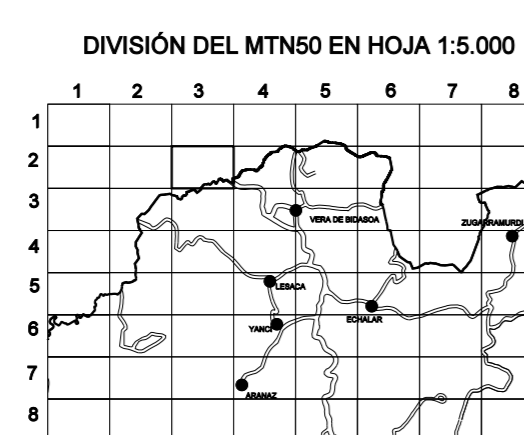 DIVISIÓN DEL MTN50 EN HOJA 1:5.000
1 2 3 4 5 6 7 8
1
2
3
VERA DE BIDASOA
ZUGARRAMURDI
4
5
LESACA
ECHALAR
6
YANCI
7
ARANAZ
8